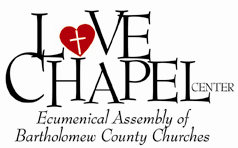 LOVE
CHAPEL CENTER
Ecumenical Assembly of
Bartholomew County Churches